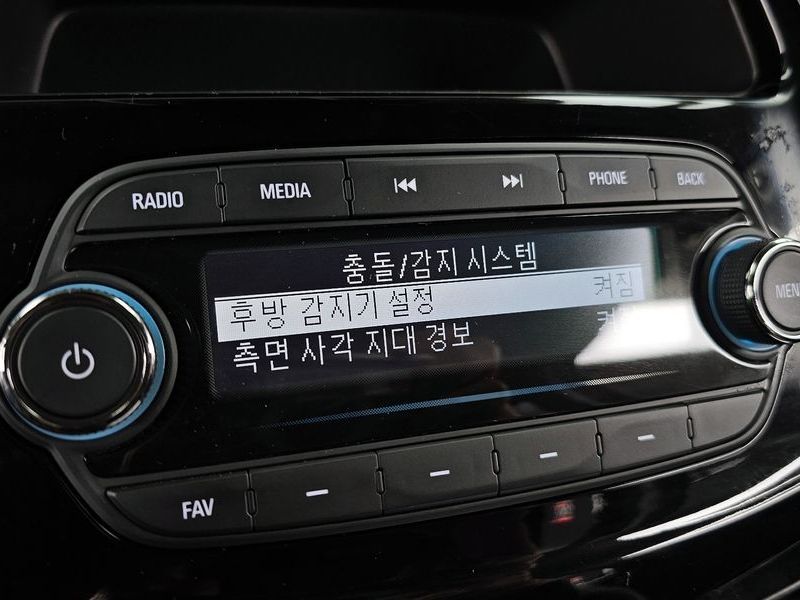 RADIO MEDIA PHONE BACK
충돌/감지 시스템
후방 감지기 설정 켜짐
측면 사각 지대 경보
FAV